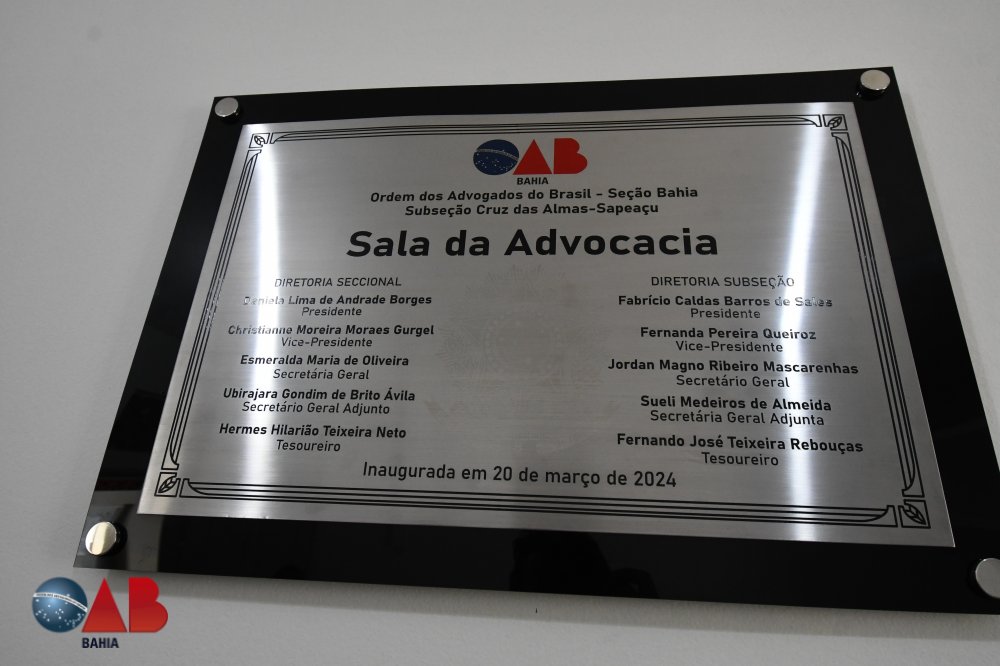 OAB
BAHIA
Ordem dos Advogados do Brasil - Seção Bahia
Subseção Cruz das Almas-Sapeaçu
Sala da Advocacia
DIRETORIA SECCIONAL
Daniela Lima de Andrade Borges
Presidente
Christianne Moreira Moraes Gurgel
Vice-Presidente
Esmeralda Maria de Oliveira
Secretária Geral
Ubirajara Gondim de Brito Ávila
Secretário Geral Adjunto
Hermes Hilarião Teixeira Neto
Tesoureiro
DIRETORIA SUBSEÇÃO
Fabrício Caldas Barros de Sales
Presidente
Fernanda Pereira Queiroz
Vice-Presidente
Jordan Magno Ribeiro Mascarenhas
Secretário Geral
Sueli Medeiros de Almeida
Secretária Geral Adjunta
Fernando José Teixeira Rebouças
Tesoureiro
Inaugurada em 20 de março de 2024
OAB
BAHIA